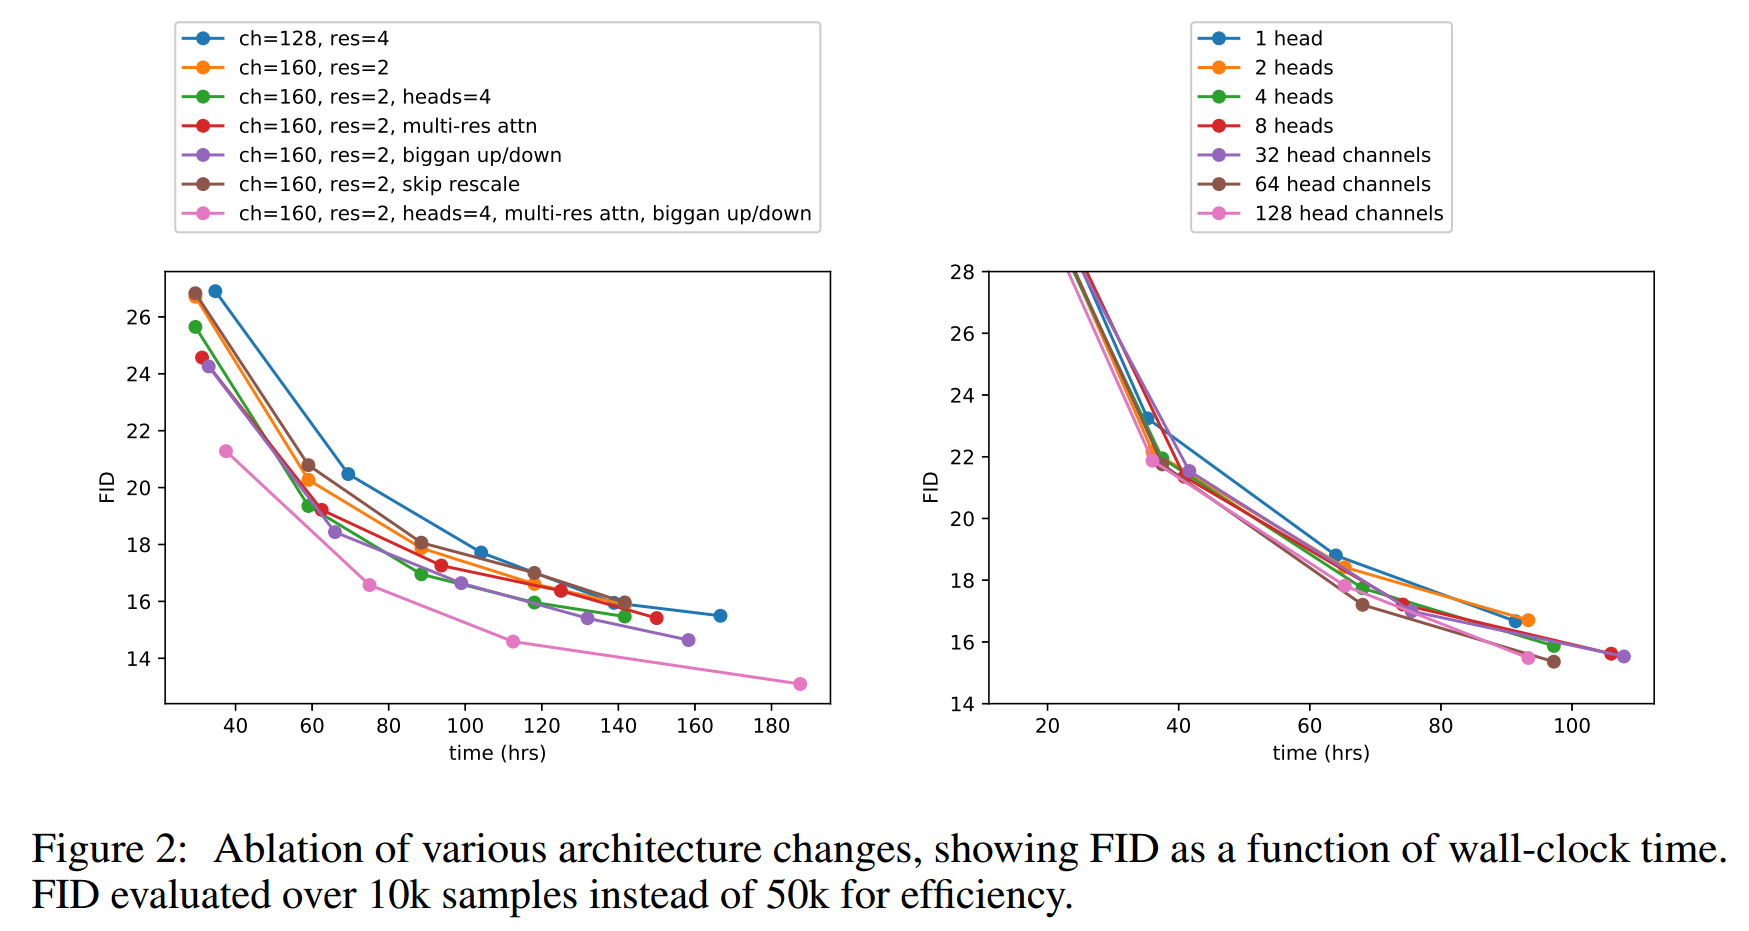 ch=128, res=4
ch=160, res=2
ch=160, res=2, heads=4
ch=160, res=2, multi-res attn
ch=160, res=2, biggan up/down
ch=160, res=2, skip rescale
ch=160, res=2, heads=4, multi-res attn, biggan up/down
26
24
22
20
18
16
14
FID
40 60 80 100 120 140 160 180
time (hrs)
1 head
2 heads
4 heads
8 heads
32 head channels
64 head channels
128 head channels
28
26
24
22
20
18
16
14
FID
20 40 60 80 100
time (hrs)
Figure 2: Ablation of various architecture changes, showing FID as a function of wall-clock time.
FID evaluated over 10k samples instead of 50k for efficiency.